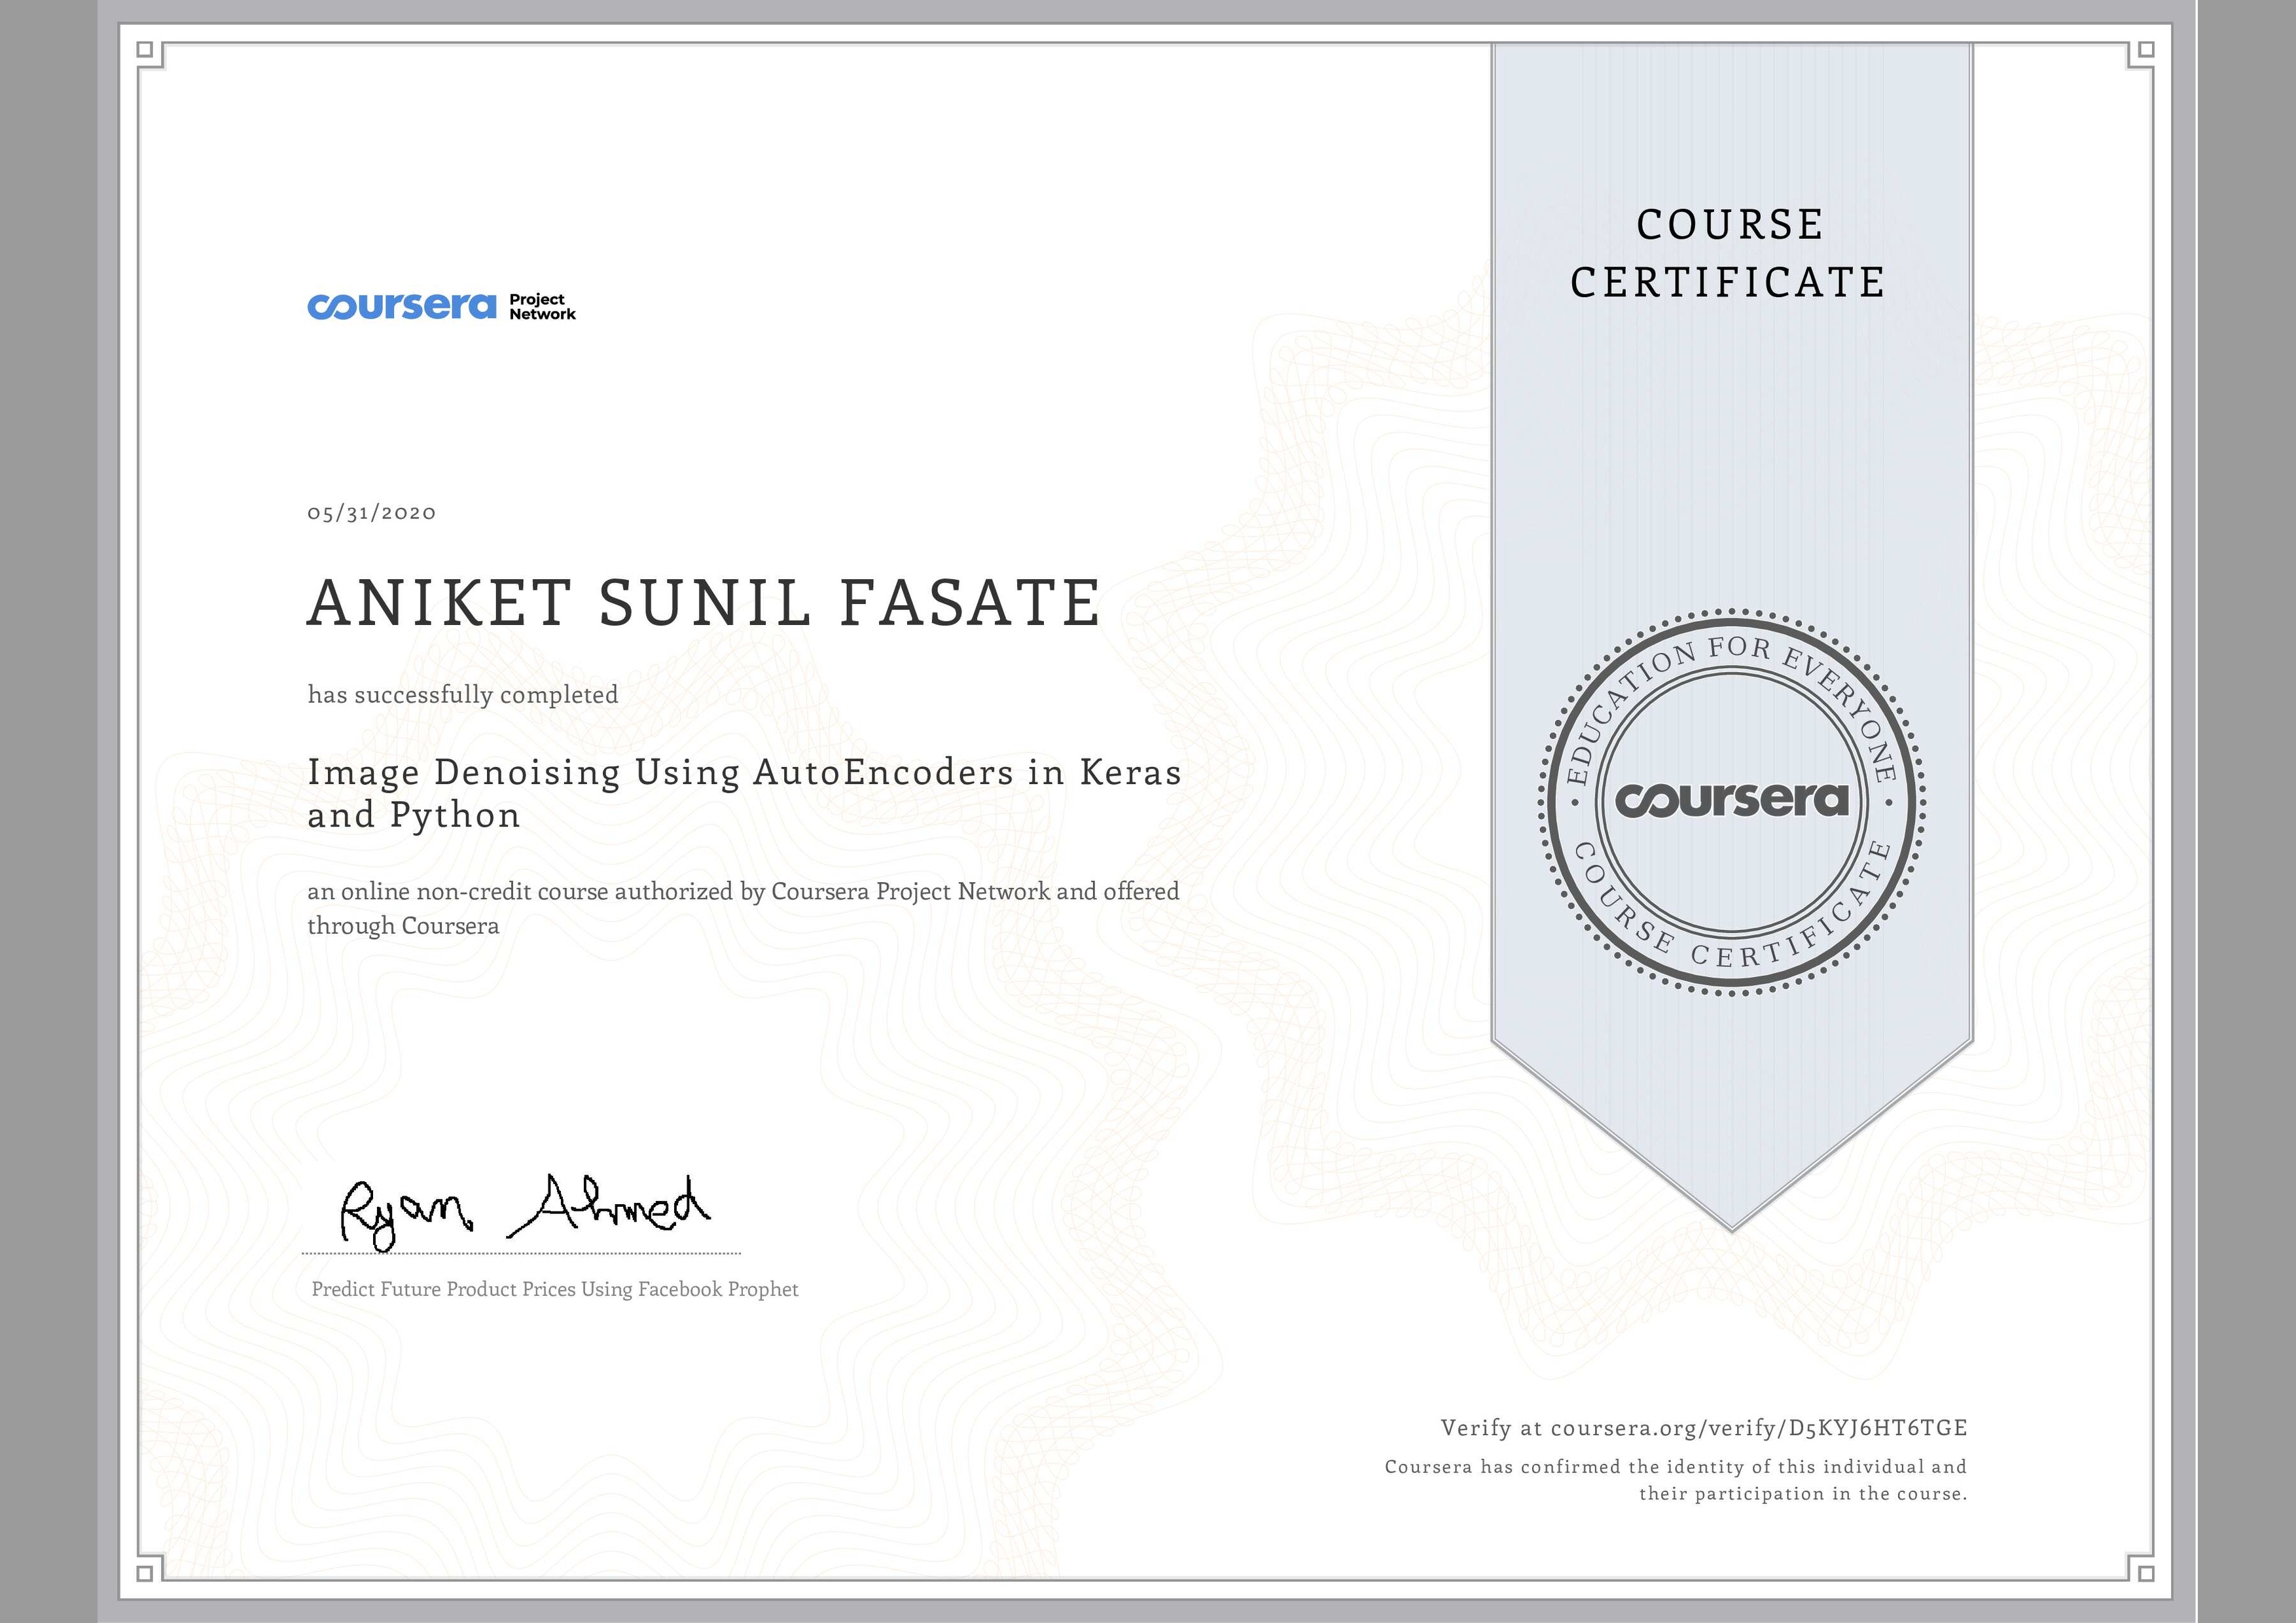 COURSE
CERTIFICATE
coursera Project Network
05/31/2020
ANIKET SUNIL FASATE
has successfully completed
Image Denoising Using AutoEncoders in Keras
and Python
an online non-credit course authorized by Coursera Project Network and offered
through Coursera
EDUCATION FOR EVERYONE
coursera
COURSE CERTIFICATE
Ryan Ahmed
Predict Future Product Prices Using Facebook Prophet
Verify at coursera.org/verify/D5KYJ6HT6TGE
Coursera has confirmed the identity of this individual and
their participation in the course.